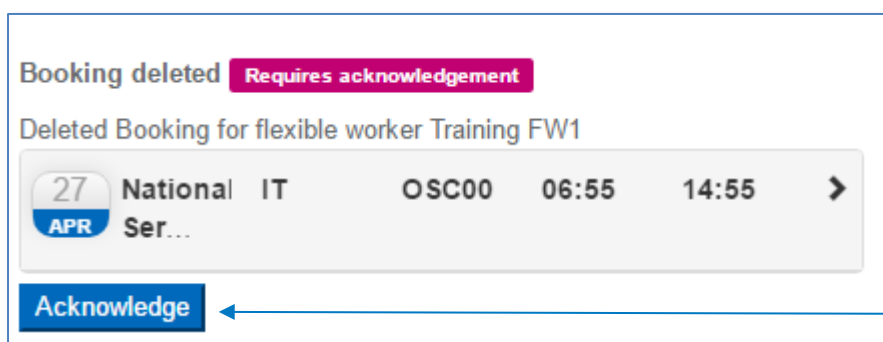 Booking deleted Requires acknowledgement
Deleted Booking for flexible worker Training FW1
27 National IT OSC00 06:55 14:55
APR Ser...
Acknowledge